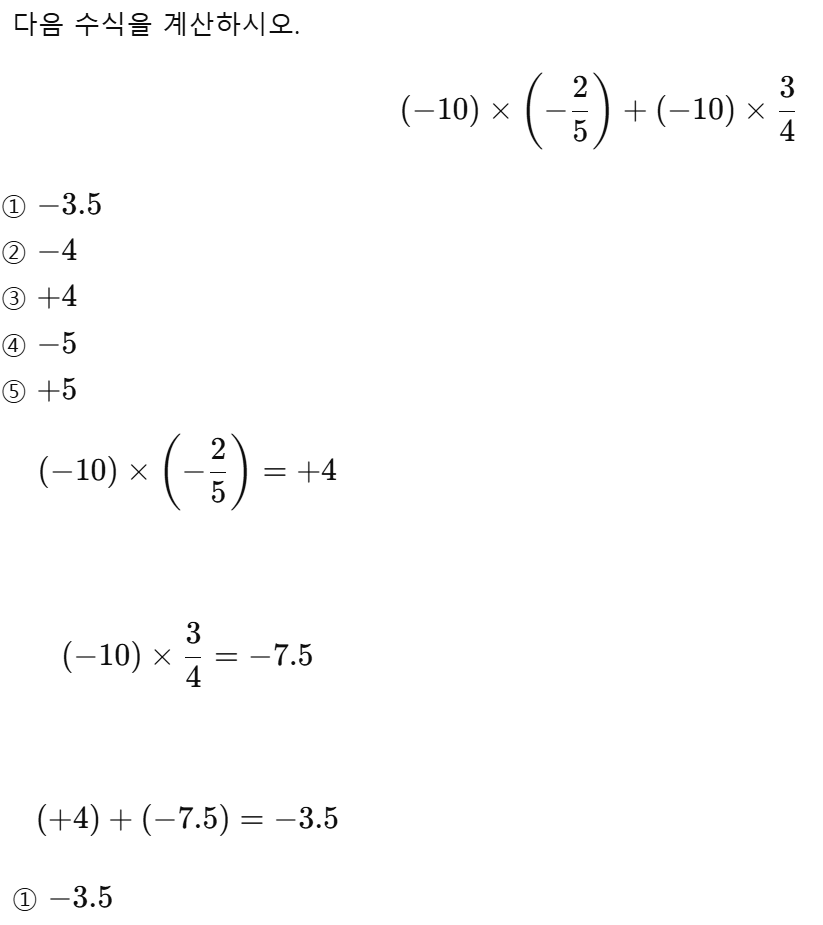 다음 수식을 계산하시오.
(−10) × (−2/5) + (−10) × 3/4
① −3.5
② −4
③ +4
④ −5
⑤ +5
(−10) × (−2/5) = +4
(−10) × 3/4 = −7.5
(+4) + (−7.5) = −3.5
① −3.5